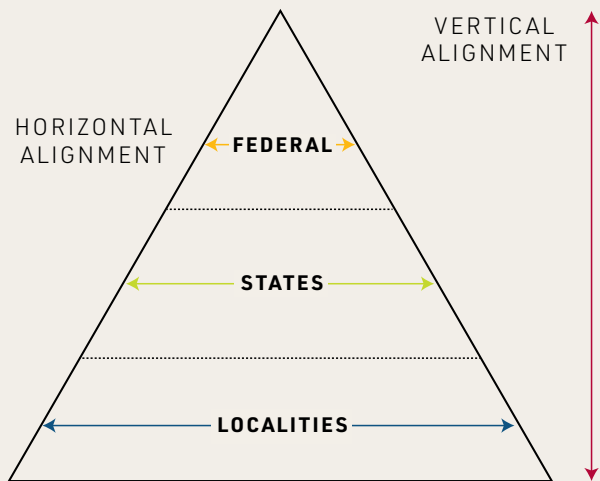 VERTICAL
ALIGNMENT
HORIZONTAL
ALIGNMENT
FEDERAL
STATES
LOCALITIES